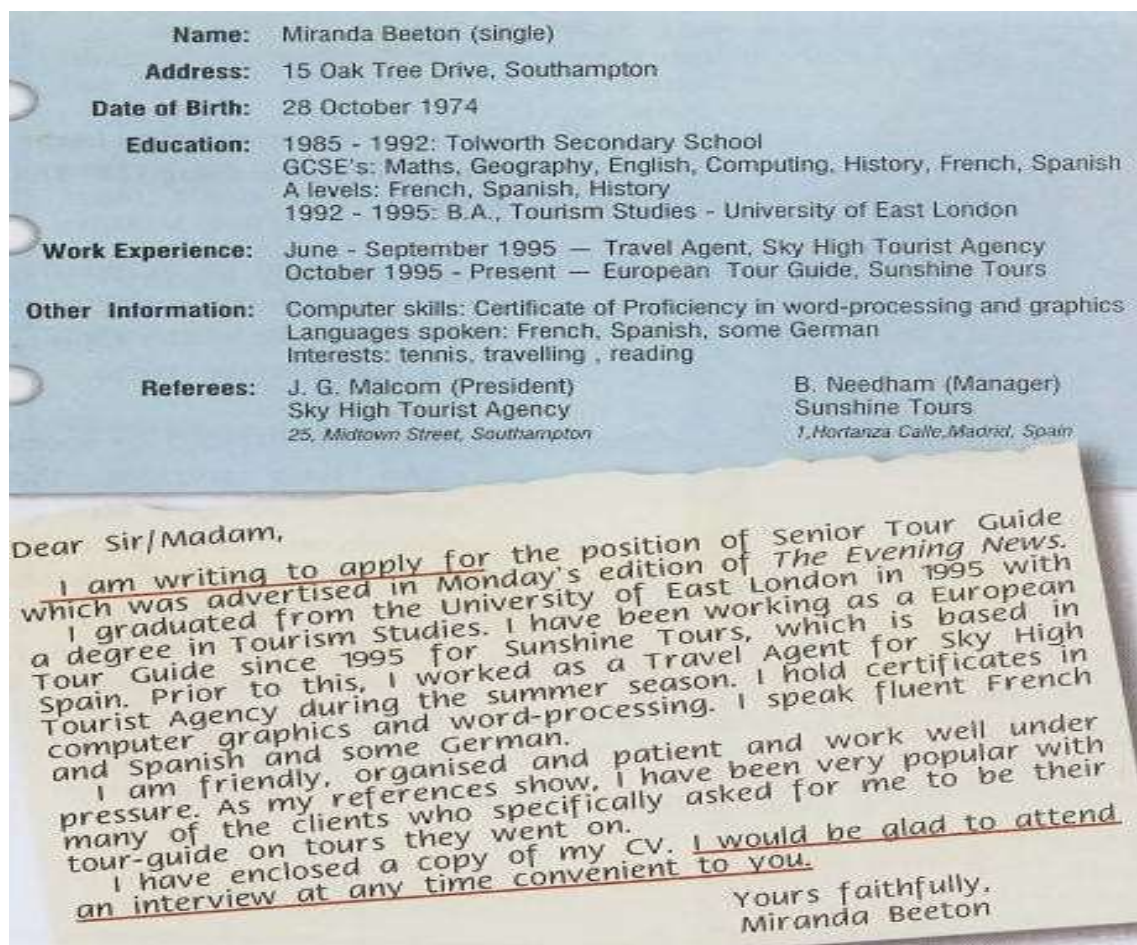 Name: Miranda Beeton (single)
Address: 15 Oak Tree Drive, Southampton
Date of Birth: 28 October 1974
Education: 1985 - 1992: Tolworth Secondary School
GCSE's: Maths, Geography, English, Computing, History, French, Spanish
A levels: French, Spanish, History
1992 - 1995: B.A., Tourism Studies - University of East London
Work Experience: June - September 1995 — Travel Agent, Sky High Tourist Agency
October 1995 - Present — European Tour Guide, Sunshine Tours
Other Information: Computer skills: Certificate of Proficiency in word-processing and graphics
Languages spoken: French, Spanish, some German
Interests: tennis, travelling , reading
Referees: J. G. Malcom (President) B. Needham (Manager)
Sky High Tourist Agency Sunshine Tours
25, Midtown Street, Southampton 1,Hortanza Calle,Madrid, Spain
Dear Sir/Madam,
I am writing to apply for the position of Senior Tour Guide
which was advertised in Monday's edition of The Evening News.
I graduated from the University of East London in 1995 with
a degree in Tourism Studies. I have been working as a European
Tour Guide since 1995 for Sunshine Tours, which is based in
Spain. Prior to this, I worked as a Travel Agent for Sky High
Tourist Agency during the summer season. I hold certificates in
computer graphics and word-processing. I speak fluent French
and Spanish and some German.
I am friendly, organised and patient and work well under
pressure. As my references show, I have been very popular with
many of the clients who specifically asked for me to be their
tour-guide on tours they went on.
I have enclosed a copy of my CV. I would be glad to attend
an interview at any time convenient to you.
Yours faithfully,
Miranda Beeton